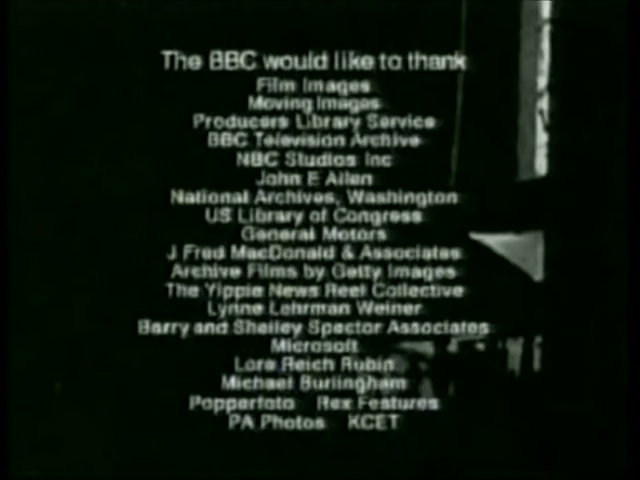 The BBC would like to thank
Film Images
Moving Images
Producers Library Service
BBC Television Archive
NBC Studios Inc
John E Allen
National Archives, Washington
US Library of Congress
General Motors
J Fred MacDonald & Associates
Archive Films by Getty Images
The Yippie News Reel Collective
Lynne Lehrman Weiner
Barry and Shelley Spector Associates
Microsoft
Lore Reich Rubin
Michael Burlingham
Popperfoto Rex Features
PA Photos KCET